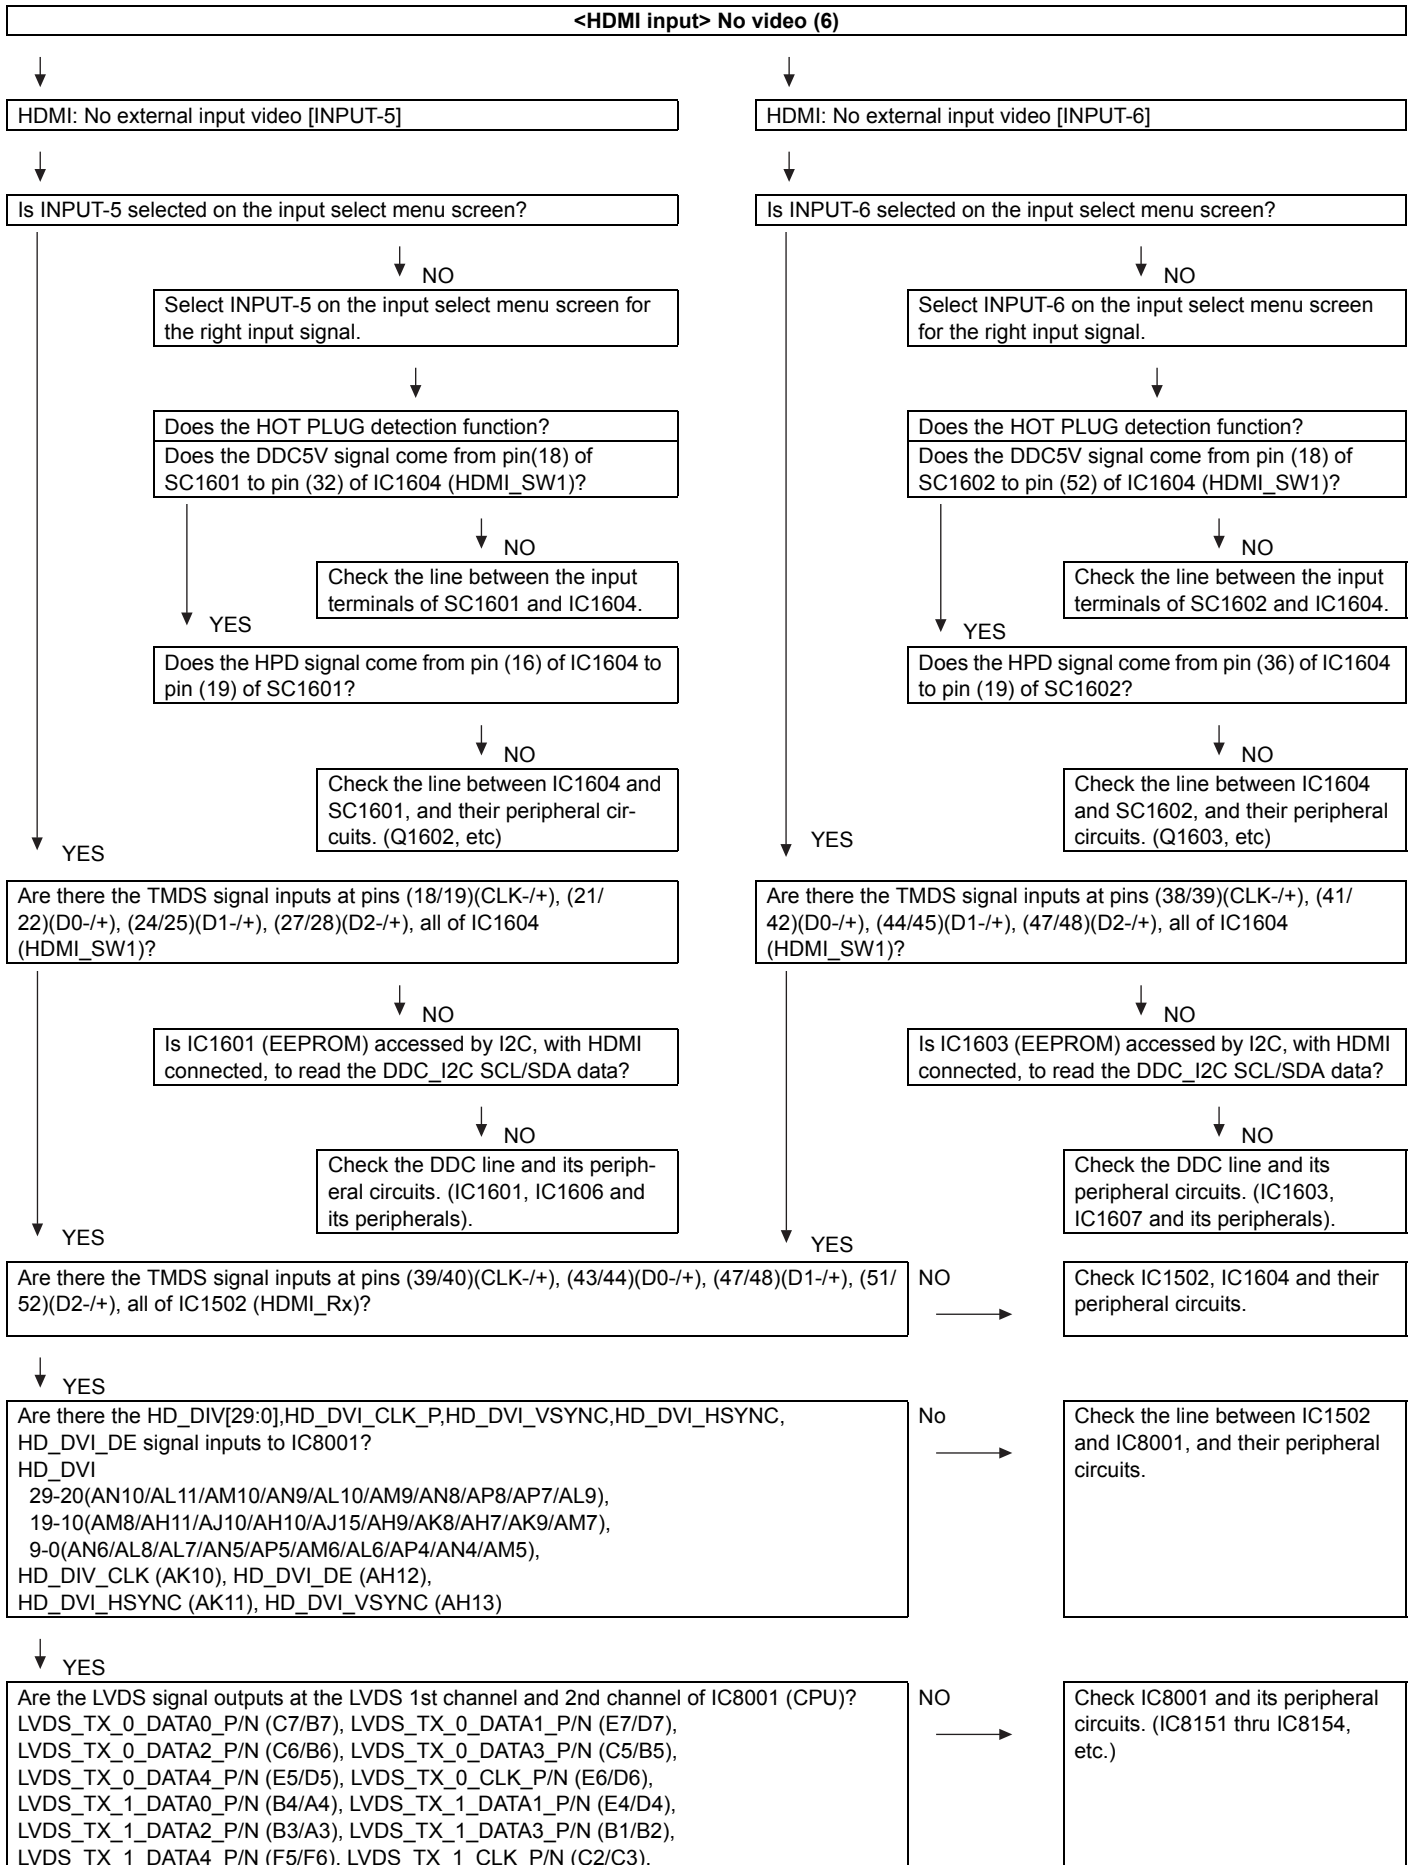 <HDMI input> No video (6)
HDMI: No external input video [INPUT-5]
HDMI: No external input video [INPUT-6]
Is INPUT-5 selected on the input select menu screen?
Is INPUT-6 selected on the input select menu screen?
NO
NO
Select INPUT-5 on the input select menu screen for
the right input signal.
Select INPUT-6 on the input select menu screen
for the right input signal.
Does the HOT PLUG detection function?
Does the DDC5V signal come from pin(18) of
SC1601 to pin (32) of IC1604 (HDMI_SW1)?
Does the HOT PLUG detection function?
Does the DDC5V signal come from pin (18) of
SC1602 to pin (52) of IC1604 (HDMI_SW1)?
NO
NO
Check the line between the input
terminals of SC1601 and IC1604.
Check the line between the input
terminals of SC1602 and IC1604.
YES
YES
Does the HPD signal come from pin (16) of IC1604 to
pin (19) of SC1601?
Does the HPD signal come from pin (36) of IC1604
to pin (19) of SC1602?
NO
NO
Check the line between IC1604 and
SC1601, and their peripheral cir-
cuits. (Q1602, etc)
Check the line between IC1604
and SC1602, and their peripheral
circuits. (Q1603, etc)
YES
YES
Are there the TMDS signal inputs at pins (18/19)(CLK-/+), (21/
22)(D0-/+), (24/25)(D1-/+), (27/28)(D2-/+), all of IC1604
(HDMI_SW1)?
Are there the TMDS signal inputs at pins (38/39)(CLK-/+), (41/
42)(D0-/+), (44/45)(D1-/+), (47/48)(D2-/+), all of IC1604
(HDMI_SW1)?
NO
NO
Is IC1601 (EEPROM) accessed by I2C, with HDMI
connected, to read the DDC_I2C SCL/SDA data?
Is IC1603 (EEPROM) accessed by I2C, with HDMI
connected, to read the DDC_I2C SCL/SDA data?
NO
NO
Check the DDC line and its periph-
eral circuits. (IC1601, IC1606 and
its peripherals).
Check the DDC line and its
peripheral circuits. (IC1603,
IC1607 and its peripherals).
YES
YES
Are there the TMDS signal inputs at pins (39/40)(CLK-/+), (43/44)(D0-/+), (47/48)(D1-/+), (51/
52)(D2-/+), all of IC1502 (HDMI_Rx)?
NO
Check IC1502, IC1604 and their
peripheral circuits.
YES
Are there the HD_DIV[29:0],HD_DVI_CLK_P,HD_DVI_VSYNC,HD_DVI_HSYNC,
HD_DVI_DE signal inputs to IC8001?
HD_DVI
29-20(AN10/AL11/AM10/AN9/AL10/AM9/AN8/AP8/AP7/AL9),
19-10(AM8/AH11/AJ10/AH10/AJ15/AH9/AK8/AH7/AK9/AM7),
9-0(AN6/AL8/AL7/AN5/AP5/AM6/AL6/AP4/AN4/AM5),
HD_DIV_CLK (AK10), HD_DVI_DE (AH12),
HD_DVI_HSYNC (AK11), HD_DVI_VSYNC (AH13)
No
Check the line between IC1502
and IC8001, and their peripheral
circuits.
YES
Are the LVDS signal outputs at the LVDS 1st channel and 2nd channel of IC8001 (CPU)?
LVDS_TX_0_DATA0_P/N (C7/B7), LVDS_TX_0_DATA1_P/N (E7/D7),
LVDS_TX_0_DATA2_P/N (C6/B6), LVDS_TX_0_DATA3_P/N (C5/B5),
LVDS_TX_0_DATA4_P/N (E5/D5), LVDS_TX_0_CLK_P/N (E6/D6),
LVDS_TX_1_DATA0_P/N (B4/A4), LVDS_TX_1_DATA1_P/N (E4/D4),
LVDS_TX_1_DATA2_P/N (B3/A3), LVDS_TX_1_DATA3_P/N (B1/B2),
LVDS_TX_1_DATA4_P/N (F5/F6), LVDS_TX_1_CLK_P/N (C2/C3),
NO
Check IC8001 and its peripheral
circuits. (IC8151 thru IC8154,
etc.)